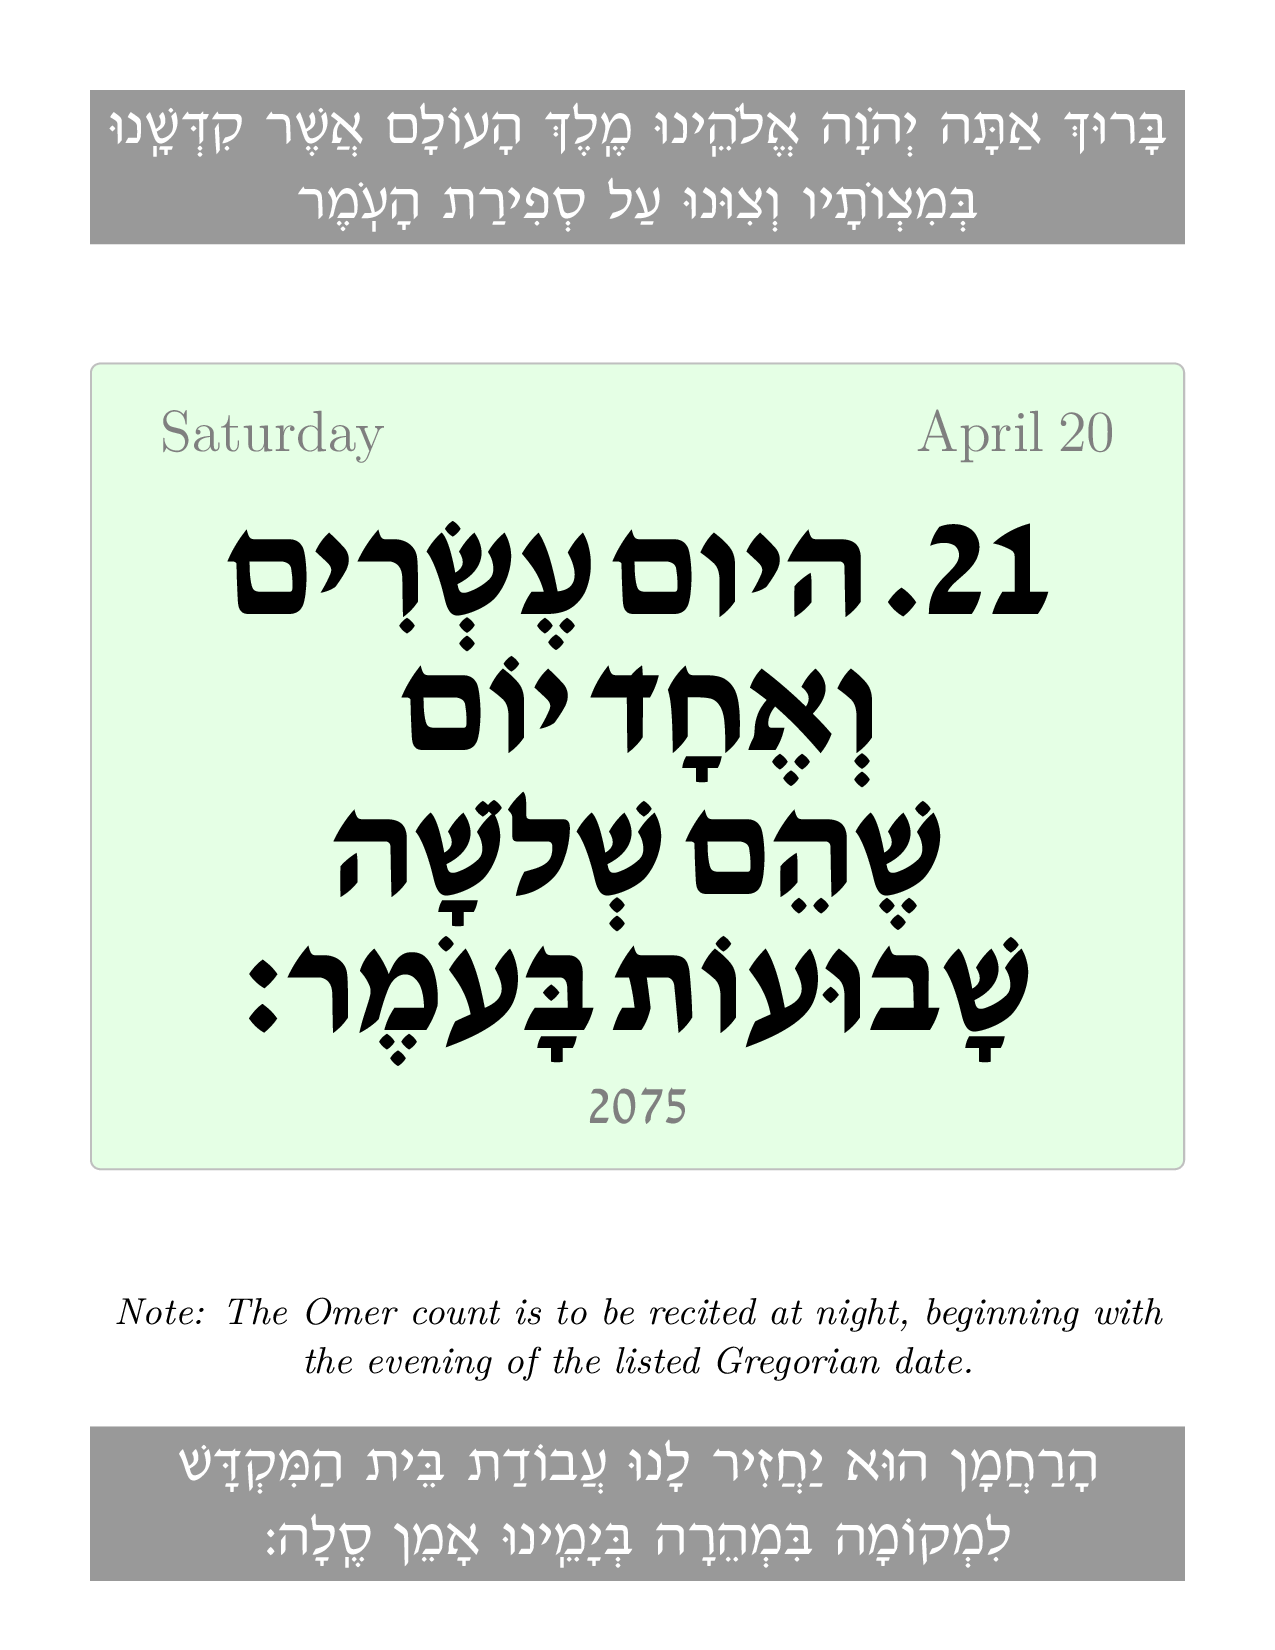 בָּרוּךְ אַתָּה יְהֹוָה אֱלֹהֵֽינוּ מֶֽלֶךְ הָעוֹלָם אֲשֶׁר קִדְּשָֽׁנוּ
בְּמִצְוֹתָיו וְצִוּנוּ עַל סְפִירַת הָעֹֽמֶר
Saturday April 20
21. היום עֶשְׂרִים
וְאֶחָד יוֹם
שֶׁהֵם שְׁלֹשָׁה
שָׁבוּעוֹת בָּעֹמֶר:
2075
Note: The Omer count is to be recited at night, beginning with
the evening of the listed Gregorian date.
הָרַחֲמָן הוּא יַחֲזִיר לָנוּ עֲבוֹדַת בֵּית הַמִּקְדָּשׁ
לִמְקוֹמָה בִּמְהֵרָה בְּיָמֵֽינוּ אָמֵן סֶֽלָה: